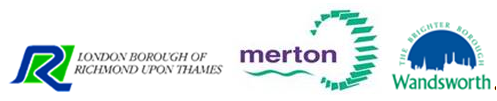 LONDON BOROUGH OF
RICHMOND UPON THAMES
merton
THE BRIGHTER BOROUGH
Wandsworth